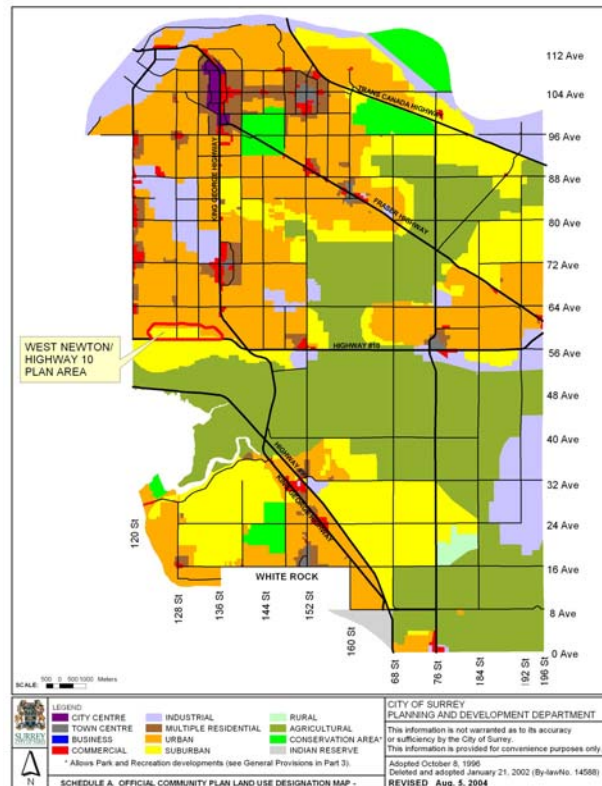 112 Ave
104 Ave
TRANS CANADA HIGHWAY
96 Ave
KING GEORGE HIGHWAY
88 Ave
FRASER HIGHWAY
80 Ave
72 Ave
64 Ave
WEST NEWTON/
HIGHWAY 10
PLAN AREA
HIGHWAY #10
56 Ave
48 Ave
40 Ave
32 Ave
KING GEORGE HIGHWAY
24 Ave
120 St
16 Ave
WHITE ROCK
128 St
136 St
144 St
152 St
160 St
68 St
76 St
184 St
192 St
196 St
8 Ave
0 Ave
SCALE:
500 0 500 1000 Meters
SURREY
N
LEGEND
CITY CENTRE
TOWN CENTRE
BUSINESS
COMMERCIAL
INDUSTRIAL
MULTIPLE RESIDENTIAL
URBAN
SUBURBAN
RURAL
AGRICULTURAL
CONSERVATION AREA*
INDIAN RESERVE
* Allows Park and Recreation developments (see General Provisions in Part 3).
SCHEDULE A. OFFICIAL COMMUNITY PLAN LAND USE DESIGNATION MAP -
CITY OF SURREY
PLANNING AND DEVELOPMENT DEPARTMENT
This information is not warranted as to its accuracy
or sufficiency by the City of Surrey.
This information is provided for convenience purposes only.
Adopted October 8, 1996
Deleted and adopted January 21, 2002 (By-lawNo. 14588)
REVISED Aug. 5, 2004